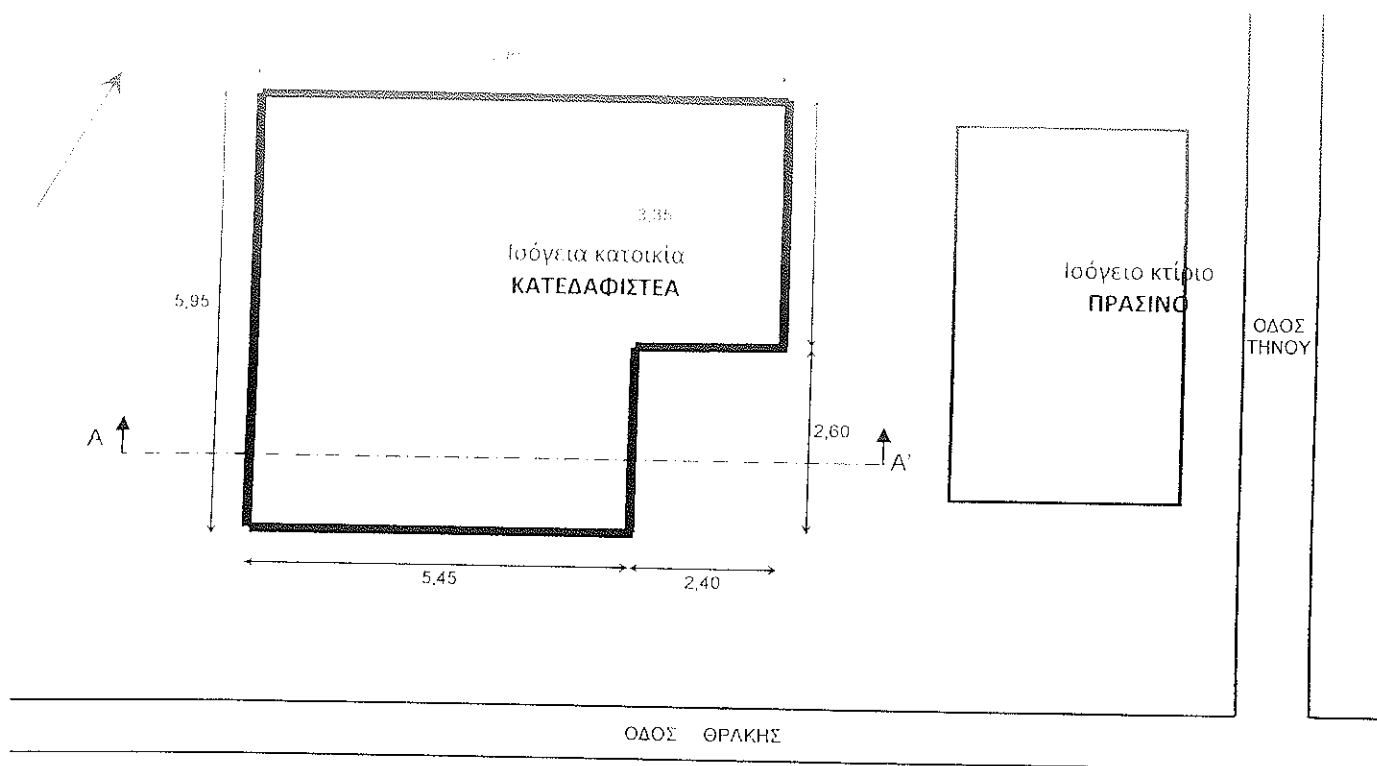 3,35
Ισόγεια κατοικία
ΚΑΤΕΔΑΦΙΣΤΕΑ
Ισόγειο κτίριο
ΠΡΑΣΙΝΟ
5,95
ΟΔΟΣ
ΤΗΝΟΥ
Α
2,60
Α'
5,45
2,40
ΟΔΟΣ ΘΡΑΚΗΣ